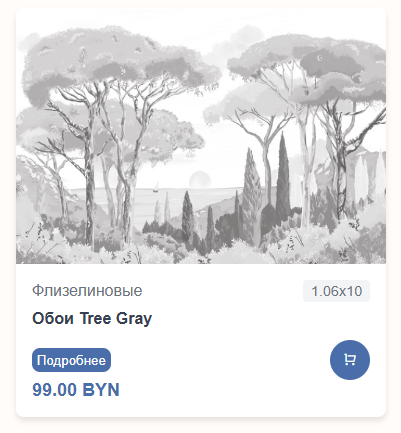 Флизелиновые 1.06x10
Обои Tree Gray
Подробнее
99.00 BYN